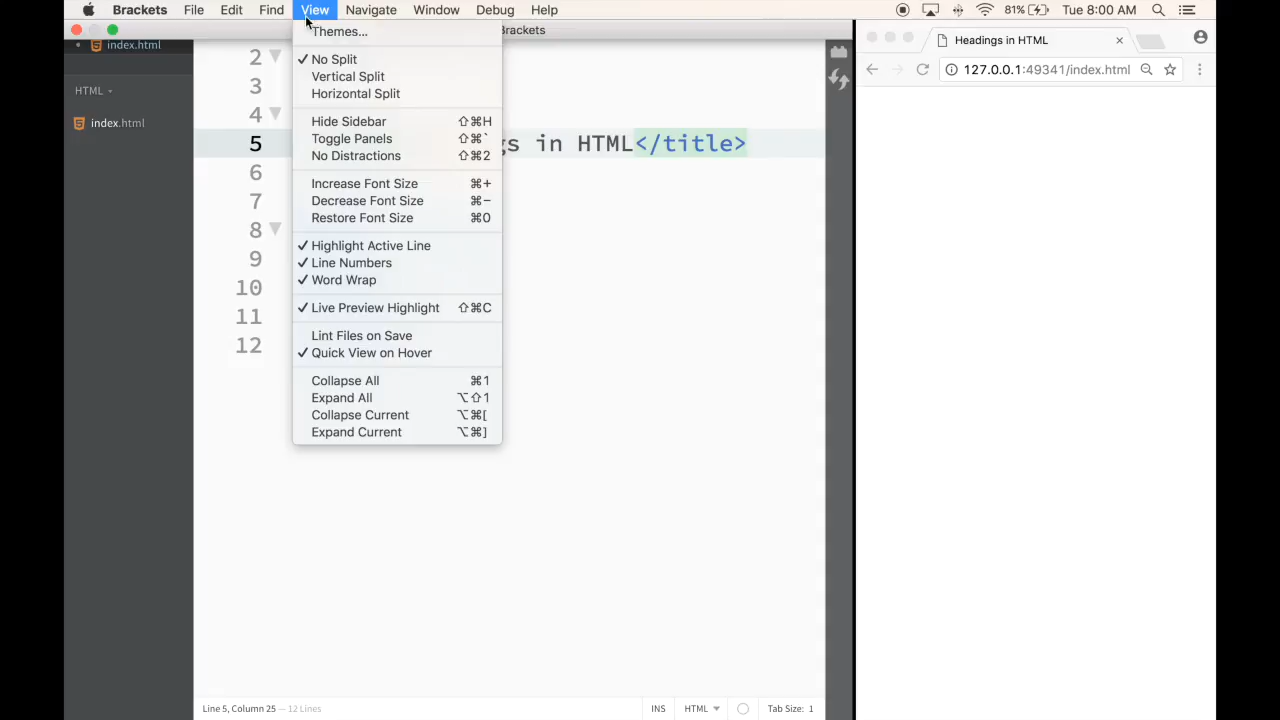 Brackets File Edit Find View Navigate Window Debug Help 81% Tue 8:00 AM
Brackets
index.html
HTML
index.html
2
3
4
5 gs in HTML</title>
6
7
8
9
10
11
12
Themes...
No Split
Vertical Split
Horizontal Split
Hide Sidebar ⇧⌘H
Toggle Panels ⇧⌘`
No Distractions ⇧⌘2
Increase Font Size ⌘+
Decrease Font Size ⌘−
Restore Font Size ⌘0
Highlight Active Line
Line Numbers
Word Wrap
Live Preview Highlight ⇧⌘C
Lint Files on Save
Quick View on Hover
Collapse All ⌘1
Expand All ⌥⇧1
Collapse Current ⌥⌘[
Expand Current ⌥⌘]
Line 5, Column 25 — 12 Lines
INS HTML Tab Size: 1
Headings in HTML
127.0.0.1:49341/index.html